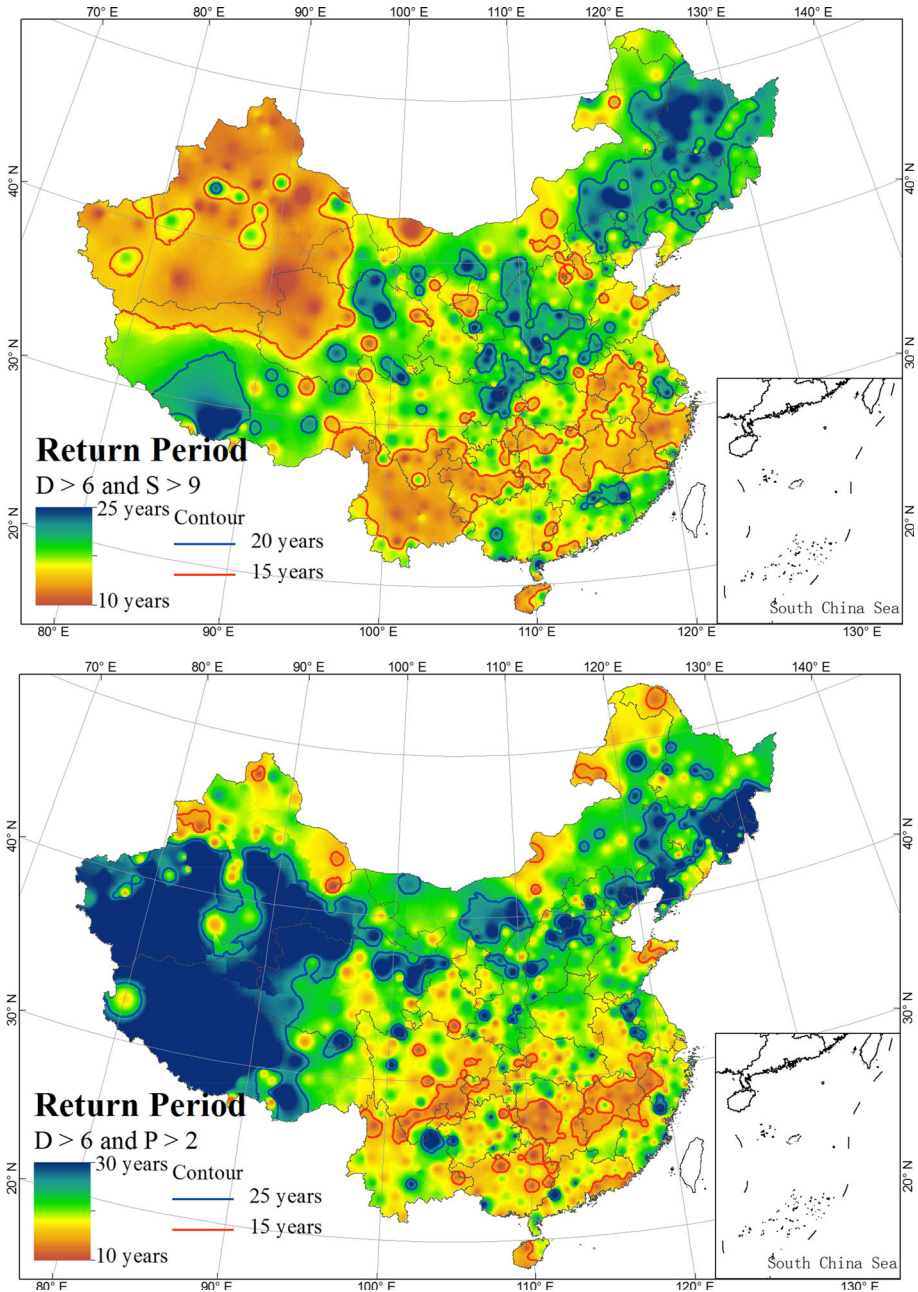 70° E 80° E 90° E 100° E 110° E 120° E 130° E 140° E
40° N
40° N
30° N
30° N
20° N
20° N
Return Period
D > 6 and S > 9
25 years
10 years
Contour
20 years
15 years
South China Sea
80° E 90° E 100° E 110° E 120° E 130° E
70° E 80° E 90° E 100° E 110° E 120° E 130° E 140° E
40° N
40° N
30° N
30° N
20° N
20° N
Return Period
D > 6 and P > 2
30 years
10 years
Contour
25 years
15 years
South China Sea
80° E 90° E 100° E 110° E 120° E 130° E